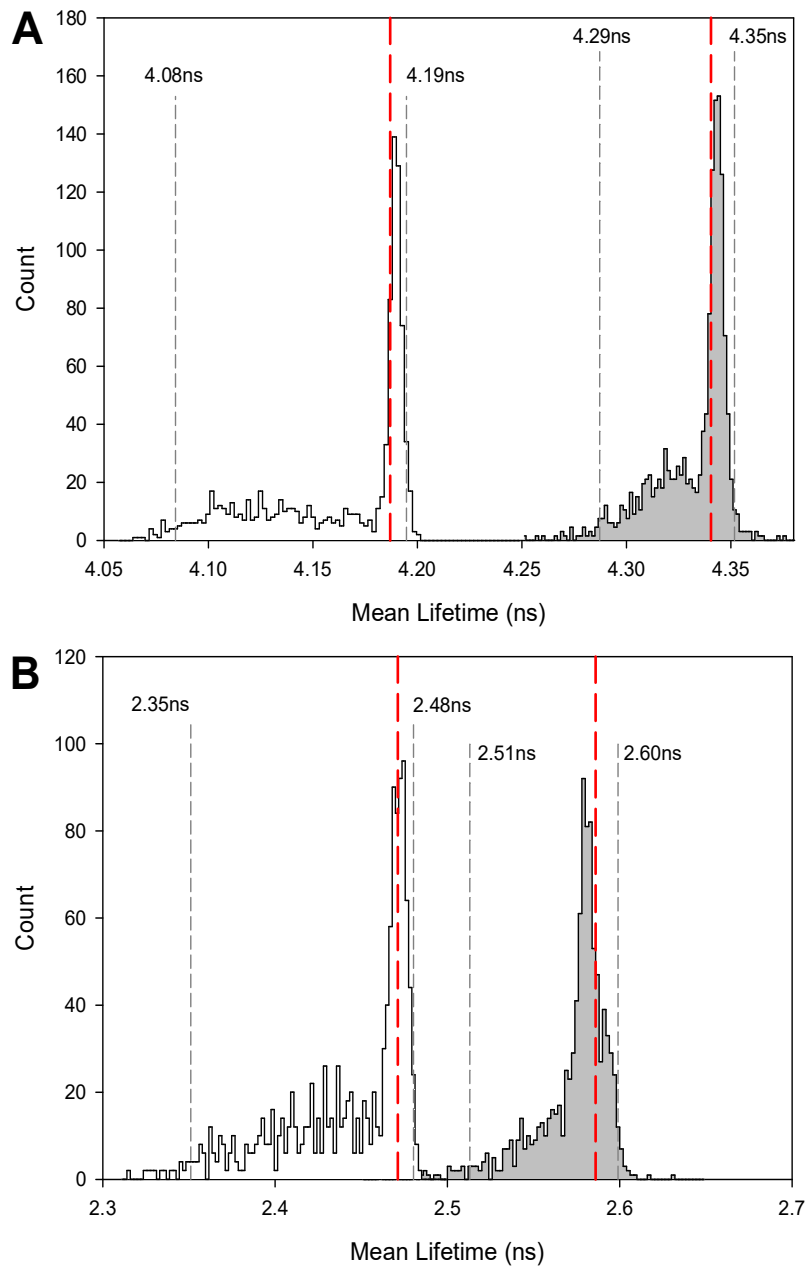 A
180
160
140
120
100
80
60
40
20
0
Count
4.08ns
4.19ns
4.29ns
4.35ns
4.05
4.10
4.15
4.20
4.25
4.30
4.35
Mean Lifetime (ns)
B
120
100
80
60
40
20
0
Count
2.35ns
2.48ns
2.51ns
2.60ns
2.3
2.4
2.5
2.6
2.7
Mean Lifetime (ns)